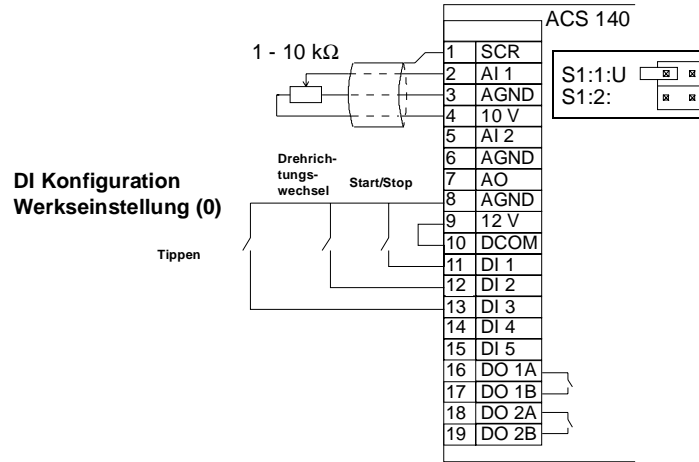 ACS 140
1 - 10 kΩ
1 SCR
2 AI 1
3 AGND
4 10 V
5 AI 2
6 AGND
7 AO
8 AGND
9 12 V
10 DCOM
11 DI 1
12 DI 2
13 DI 3
14 DI 4
15 DI 5
16 DO 1A
17 DO 1B
18 DO 2A
19 DO 2B
S1:1:U
S1:2:
DI Konfiguration
Werkseinstellung (0)
Drehrich-
tungs-
wechsel
Start/Stop
Tippen